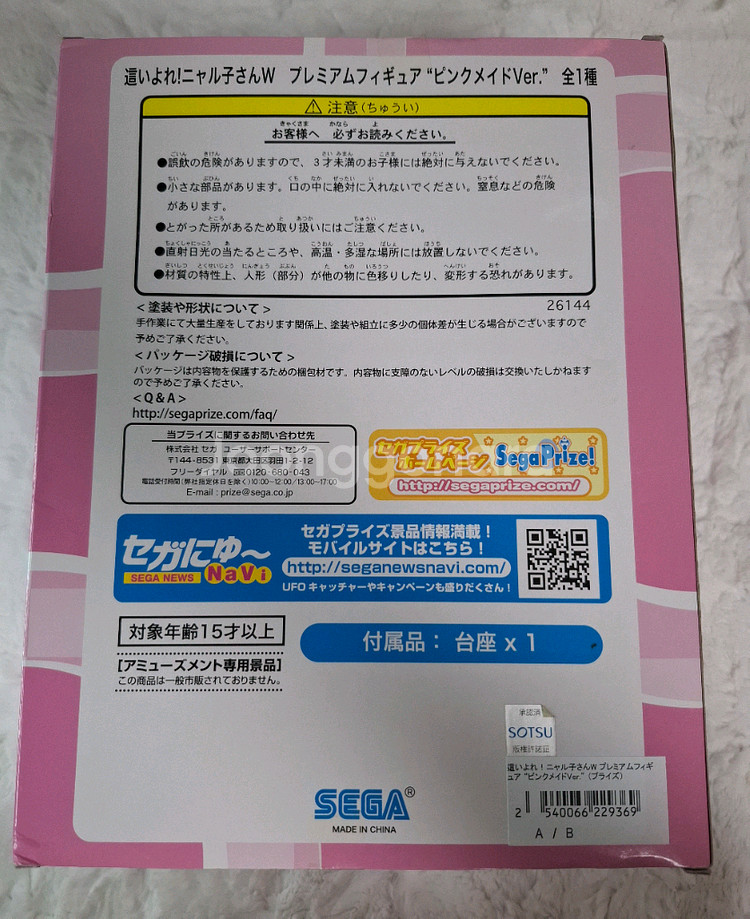 這いよれ!ニャル子さんW プレミアムフィギュア“ピンクメイドVer.” 全1種
⚠注意(ちゅうい)
お客様へ 必ずお読みください。
●誤飲の危険がありますので、3才未満のお子様には絶対に与えないでください。
●小さな部品があります。口の中に絶対に入れないでください。窒息などの危険
があります。
●とがった所があるため取り扱いにはご注意ください。
●直射日光の当たるところや、高温・多湿な場所には放置しないでください。
●材質の特性上、人形(部分)が他の物に色移りしたり、変形する恐れがあります。
<塗装や形状について>
26144
手作業にて大量生産をしております関係上、塗装や組立に多少の個体差が生じる場合がございますので
予めご了承ください。
<パッケージ破損について>
パッケージは内容物を保護するための梱包材です。内容物に支障のないレベルの破損は交換いたしかねます
ので予めご了承ください。
<Q&A>
http://segaprize.com/faq/
当プライズに関するお問い合わせ先
株式会社 セガ ユーザーサポートセンター
〒144-8531 東京都大田区羽田1-2-12
フリーダイヤル 0120-680-043
電話受付時間(弊社指定休日を除く)10:00~12:00/13:00~17:00
E-mail : prize@sega.co.jp
セガプライズ
ホームページ
SegaPrize!
http://segaprize.com/
セガにゅ~
SEGA NEWS NaVi
セガプライズ景品情報満載!
モバイルサイトはこちら!
http://seganewsnavi.com/
UFOキャッチャーやキャンペーンも盛りだくさん!
対象年齢15才以上
付属品: 台座 x 1
[アミューズメント専用景品]
この商品は一般市販されておりません。
承認済
SOTSU
版権許諾証
這いよれ!ニャル子さんW プレミアムフィギ
ュア “ピンクメイドVer.” (プライズ)
2 540066 229369
A / B
SEGA®
MADE IN CHINA